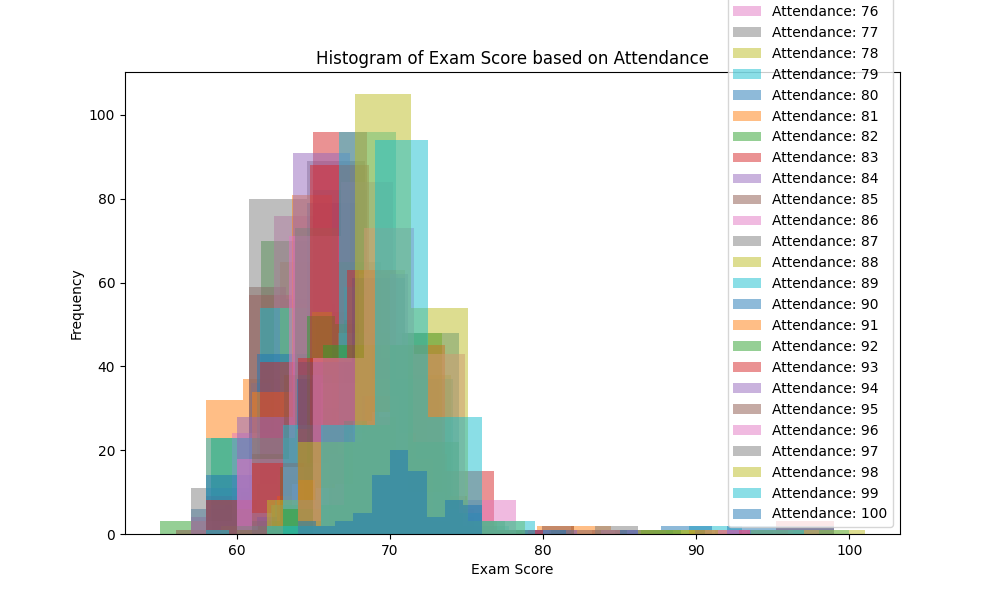 Histogram of Exam Score based on Attendance
Attendance: 76
Attendance: 77
Attendance: 78
Attendance: 79
Attendance: 80
Attendance: 81
Attendance: 82
Attendance: 83
Attendance: 84
Attendance: 85
Attendance: 86
Attendance: 87
Attendance: 88
Attendance: 89
Attendance: 90
Attendance: 91
Attendance: 92
Attendance: 93
Attendance: 94
Attendance: 95
Attendance: 96
Attendance: 97
Attendance: 98
Attendance: 99
Attendance: 100
Frequency
100
80
60
40
20
0
60 70 80 90 100
Exam Score